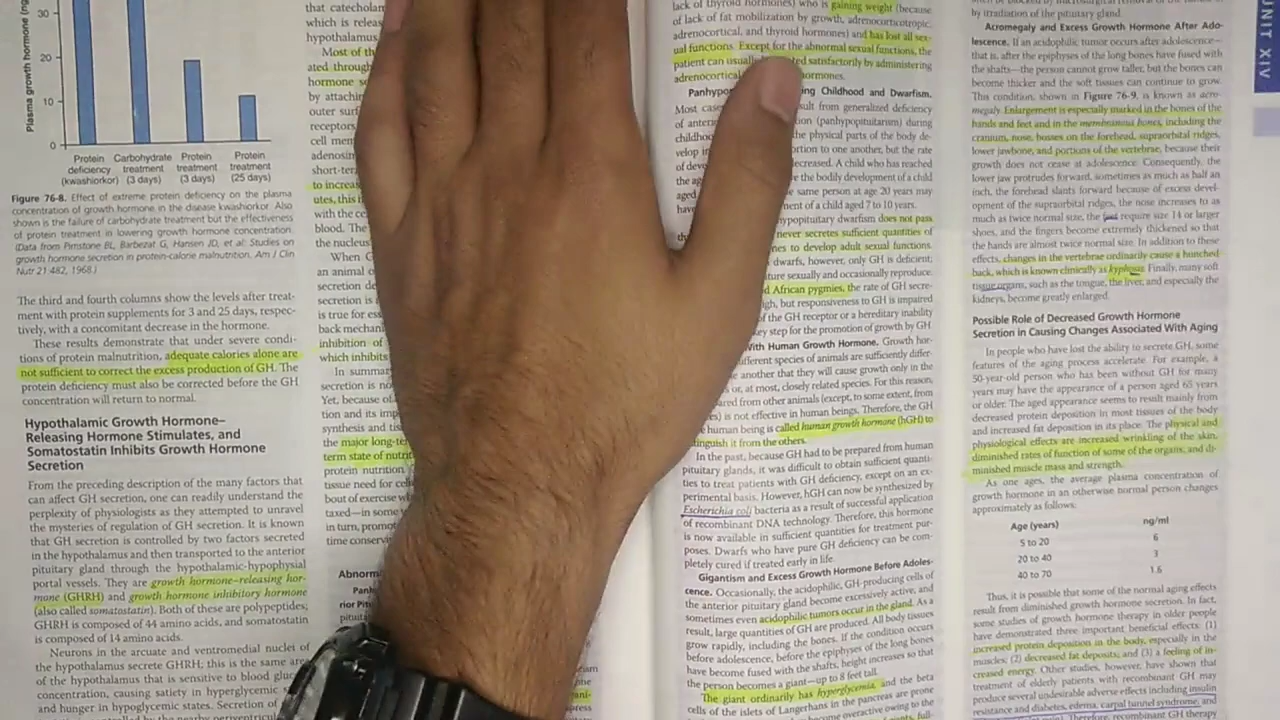 Plasma growth hormone (ng
30
20
10
0
Protein
deficiency
(kwashiorkor)
Carbohydrate
treatment
(3 days)
Protein
treatment
(3 days)
Protein
treatment
(25 days)
Figure 76-8. Effect of extreme protein deficiency on the plasma
concentration of growth hormone in the disease kwashiorkor. Also
shown is the failure of carbohydrate treatment but the effectiveness
of protein treatment in lowering growth hormone concentration.
(Data from Pimstone BL, Barbezat G, Hansen JD, et al: Studies on
growth hormone secretion in protein-calorie malnutrition. Am J Clin
Nutr 21:482, 1968.)
The third and fourth columns show the levels after treat-
ment with protein supplements for 3 and 25 days, respec-
tively, with a concomitant decrease in the hormone.
These results demonstrate that under severe condi-
tions of protein malnutrition, adequate calories alone are
not sufficient to correct the excess production of GH. The
protein deficiency must also be corrected before the GH
concentration will return to normal.
Hypothalamic Growth Hormone–
Releasing Hormone Stimulates, and
Somatostatin Inhibits Growth Hormone
Secretion
From the preceding description of the many factors that
can affect GH secretion, one can readily understand the
perplexity of physiologists as they attempted to unravel
the mysteries of regulation of GH secretion. It is known
that GH secretion is controlled by two factors secreted
in the hypothalamus and then transported to the anterior
pituitary gland through the hypothalamic-hypophysial
portal vessels. They are growth hormone–releasing hor-
mone (GHRH) and growth hormone inhibitory hormone
(also called somatostatin). Both of these are polypeptides;
GHRH is composed of 44 amino acids, and somatostatin
is composed of 14 amino acids.
Neurons in the arcuate and ventromedial nuclei of
the hypothalamus secrete GHRH; this is the same area
of the hypothalamus that is sensitive to blood
concentration, causing satiety in hyperglycemic
and hunger in hypoglycemic states. Secretion of
that catecholam
which is releas
hypothalamus
Most of th
ated through
hormone se
by attachin
outer surf
receptors
cell mem
adenosin
short-ter
to increas
utes, this i
with the ce
blood. The
the nucleus
When G
an animal o
secretion de
secretion is
is true for ess
back mechan
inhibition of
which inhibits
In summar
secretion is no
Yet, because of
tion and its imp
synthesis and tis
the major long-te
term state of nutrit
protein nutrition
tissue need for cell
bout of exercise wh
taxed—in some
in turn, promot
time conserv
Abnorm
Panh
rior Pit
pituit
lack of thyroid hormones) who is gaining weight (because
of lack of fat mobilization by growth, adrenocorticotropic,
adrenocortical, and thyroid hormones) and has lost all sex-
ual functions. Except for the abnormal sexual functions, the
patient can usually ted satisfactorily by administering
adrenocortical ormones.
Panhypop ing Childhood and Dwarfism.
Most case sult from generalized deficiency
of anteri tion (panhypopituitarism) during
childhoo the physical parts of the body de-
velop in ortion to one another, but the rate
of deve ecreased. A child who has reached
the ag e the bodily development of a child
aged same person at age 20 years may
have ment of a child aged 7 to 10 years.
ypopituitary dwarfism does not pass
never secretes sufficient quantities of
nes to develop adult sexual functions.
dwarfs, however, only GH is deficient;
ture sexually and occasionally reproduce.
d African pygmies, the rate of GH secre-
igh, but responsiveness to GH is impaired
of the GH receptor or a hereditary inability
ey step for the promotion of growth by GH.
With Human Growth Hormone. Growth hor-
ifferent species of animals are sufficiently differ-
e another that they will cause growth only in the
or, at most, closely related species. For this reason,
ared from other animals (except, to some extent, from
es) is not effective in human beings. Therefore, the GH
e human being is called human growth hormone (hGH) to
tinguish it from the others.
In the past, because GH had to be prepared from human
pituitary glands, it was difficult to obtain sufficient quanti-
ties to treat patients with GH deficiency, except on an ex-
perimental basis. However, hGH can now be synthesized by
Escherichia coli bacteria as a result of successful application
of recombinant DNA technology. Therefore, this hormone
is now available in sufficient quantities for treatment pur-
poses. Dwarfs who have pure GH deficiency can be com-
pletely cured if treated early in life.
Gigantism and Excess Growth Hormone Before Adoles-
cence. Occasionally, the acidophilic, GH-producing cells of
the anterior pituitary gland become excessively active, and
sometimes even acidophilic tumors occur in the gland. As a
result, large quantities of GH are produced. All body tissues
grow rapidly, including the bones. If the condition occurs
before adolescence, before the epiphyses of the long bones
have become fused with the shafts, height increases so that
the person becomes a giant—up to 8 feet tall.
The giant ordinarily has hyperglycemia, and the beta
cells of the islets of Langerhans in the pancreas are prone
by irradiation of the pituitary gland.
Acromegaly and Excess Growth Hormone After Ado-
lescence. If an acidophilic tumor occurs after adolescence—
that is, after the epiphyses of the long bones have fused with
the shafts—the person cannot grow taller, but the bones can
become thicker and the soft tissues can continue to grow.
This condition, shown in Figure 76-9, is known as acro-
megaly. Enlargement is especially marked in the bones of the
hands and feet and in the membranous bones, including the
cranium, nose, bosses on the forehead, supraorbital ridges,
lower jawbone, and portions of the vertebrae, because their
growth does not cease at adolescence. Consequently, the
lower jaw protrudes forward, sometimes as much as half an
inch, the forehead slants forward because of excess devel-
opment of the supraorbital ridges, the nose increases to as
much as twice normal size, the feet require size 14 or larger
shoes, and the fingers become extremely thickened so that
the hands are almost twice normal size. In addition to these
effects, changes in the vertebrae ordinarily cause a hunched
back, which is known clinically as kyphosis. Finally, many soft
tissue organs, such as the tongue, the liver, and especially the
kidneys, become greatly enlarged.
Possible Role of Decreased Growth Hormone
Secretion in Causing Changes Associated With Aging
In people who have lost the ability to secrete GH, some
features of the aging process accelerate. For example, a
50-year-old person who has been without GH for many
years may have the appearance of a person aged 65 years
or older. The aged appearance seems to result mainly from
decreased protein deposition in most tissues of the body
and increased fat deposition in its place. The physical and
physiological effects are increased wrinkling of the skin,
diminished rates of function of some of the organs, and di-
minished muscle mass and strength.
As one ages, the average plasma concentration of
growth hormone in an otherwise normal person changes
approximately as follows:
Age (years) ng/ml
5 to 20 6
20 to 40 3
40 to 70 1.6
Thus, it is possible that some of the normal aging effects
result from diminished growth hormone secretion. In fact,
some studies of growth hormone therapy in older people
have demonstrated three important beneficial effects: (1)
increased protein deposition in the body, especially in the
muscles; (2) decreased fat deposits; and (3) a feeling of in-
creased energy. Other studies, however, have shown that
treatment of elderly patients with recombinant GH may
produce several undesirable adverse effects including insulin
resistance and diabetes, edema, carpal tunnel syndrome, and
UNIT XIV